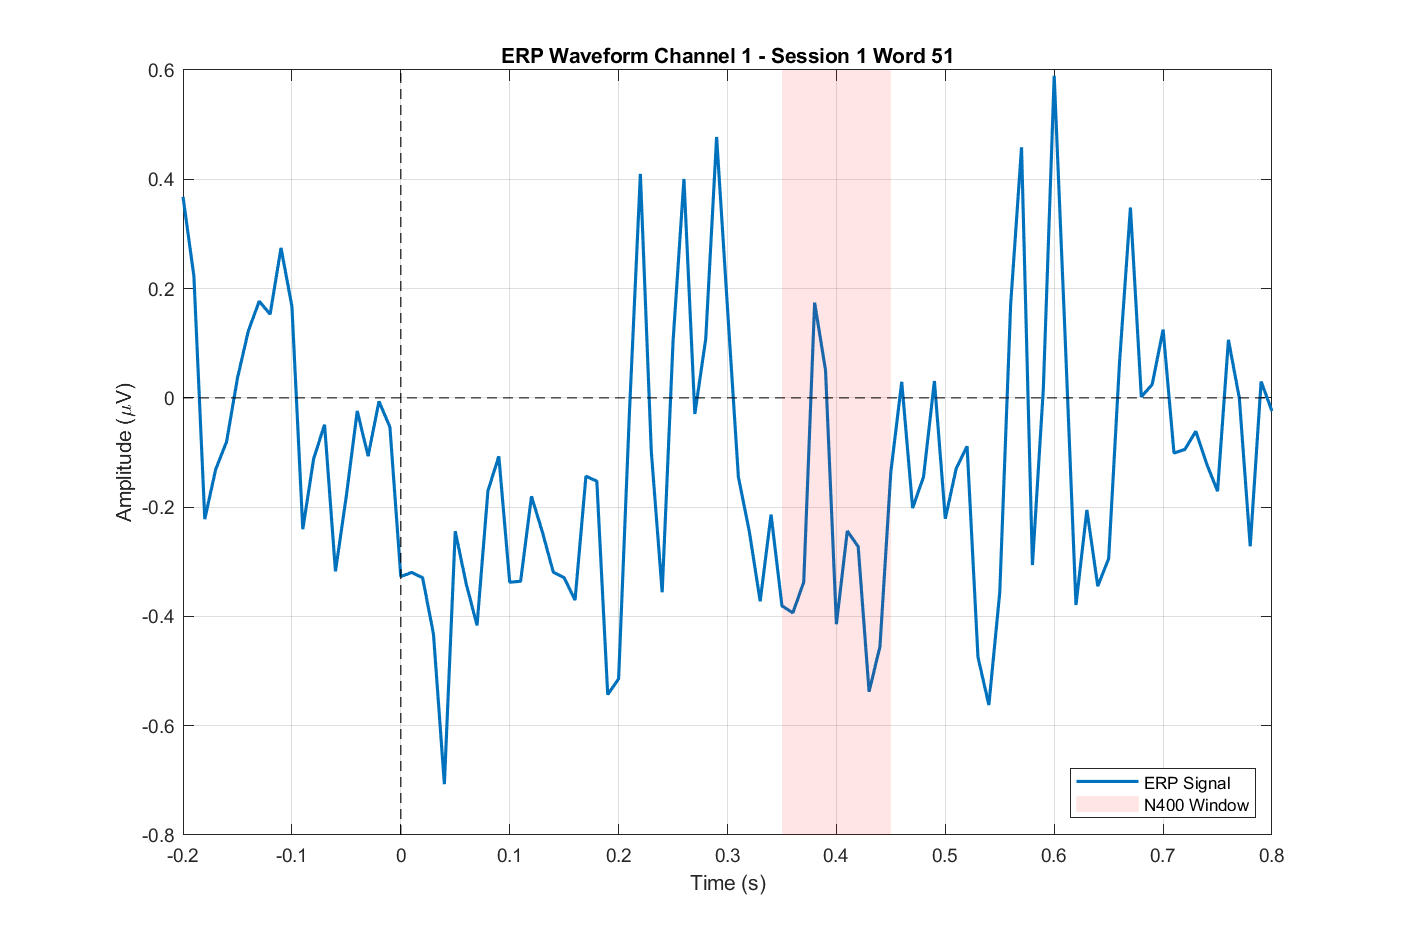 ERP Waveform Channel 1 - Session 1 Word 51
0.6
0.4
0.2
0
-0.2
-0.4
-0.6
-0.8
Amplitude (μV)
-0.2 -0.1 0 0.1 0.2 0.3 0.4 0.5 0.6 0.7 0.8
Time (s)
ERP Signal
N400 Window